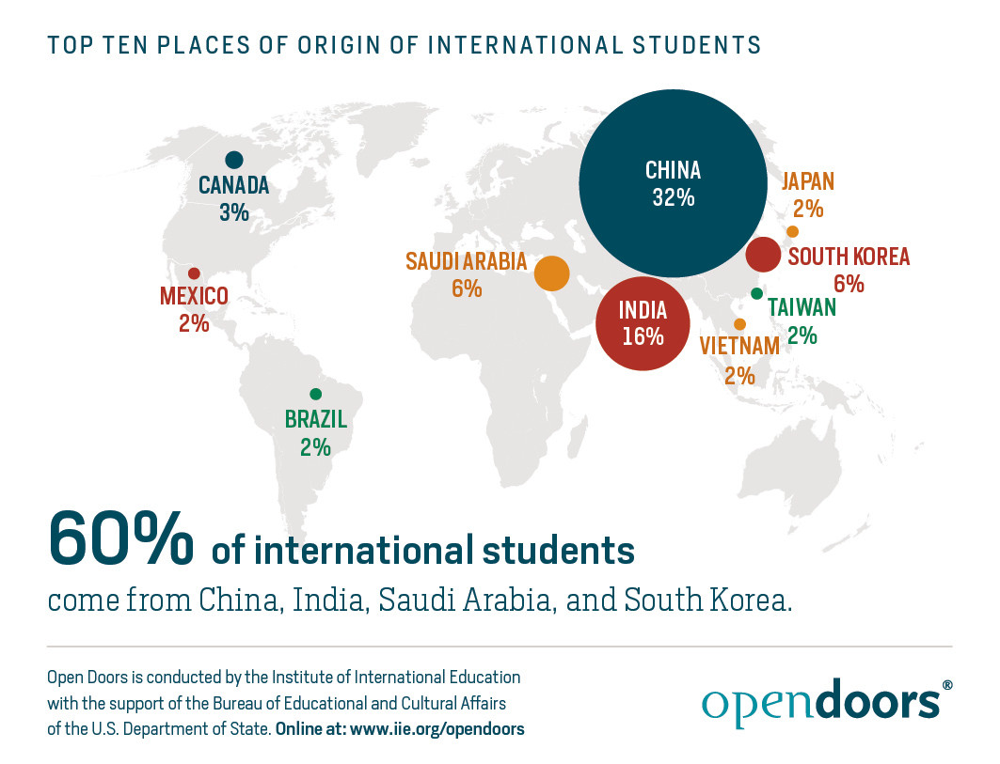 TOP TEN PLACES OF ORIGIN OF INTERNATIONAL STUDENTS
CANADA
3%
MEXICO
2%
BRAZIL
2%
SAUDI ARABIA
6%
CHINA
32%
INDIA
16%
JAPAN
2%
SOUTH KOREA
6%
TAIWAN
2%
VIETNAM
2%
60% of international students
come from China, India, Saudi Arabia, and South Korea.
Open Doors is conducted by the Institute of International Education
with the support of the Bureau of Educational and Cultural Affairs
of the U.S. Department of State. Online at: www.iie.org/opendoors
opendoors®